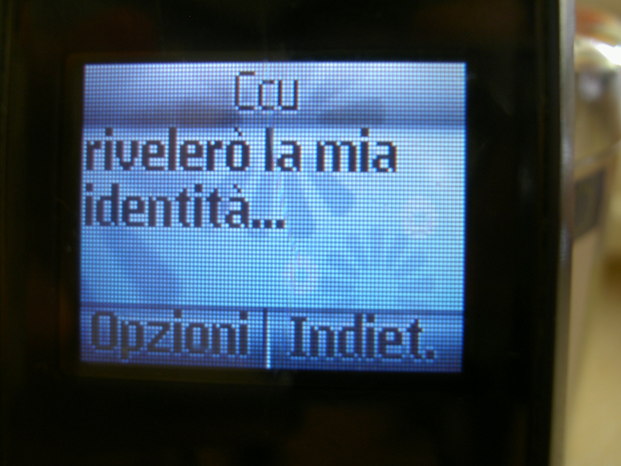 Ccu
rivelerò la mia
identità...
Opzioni Indiet.